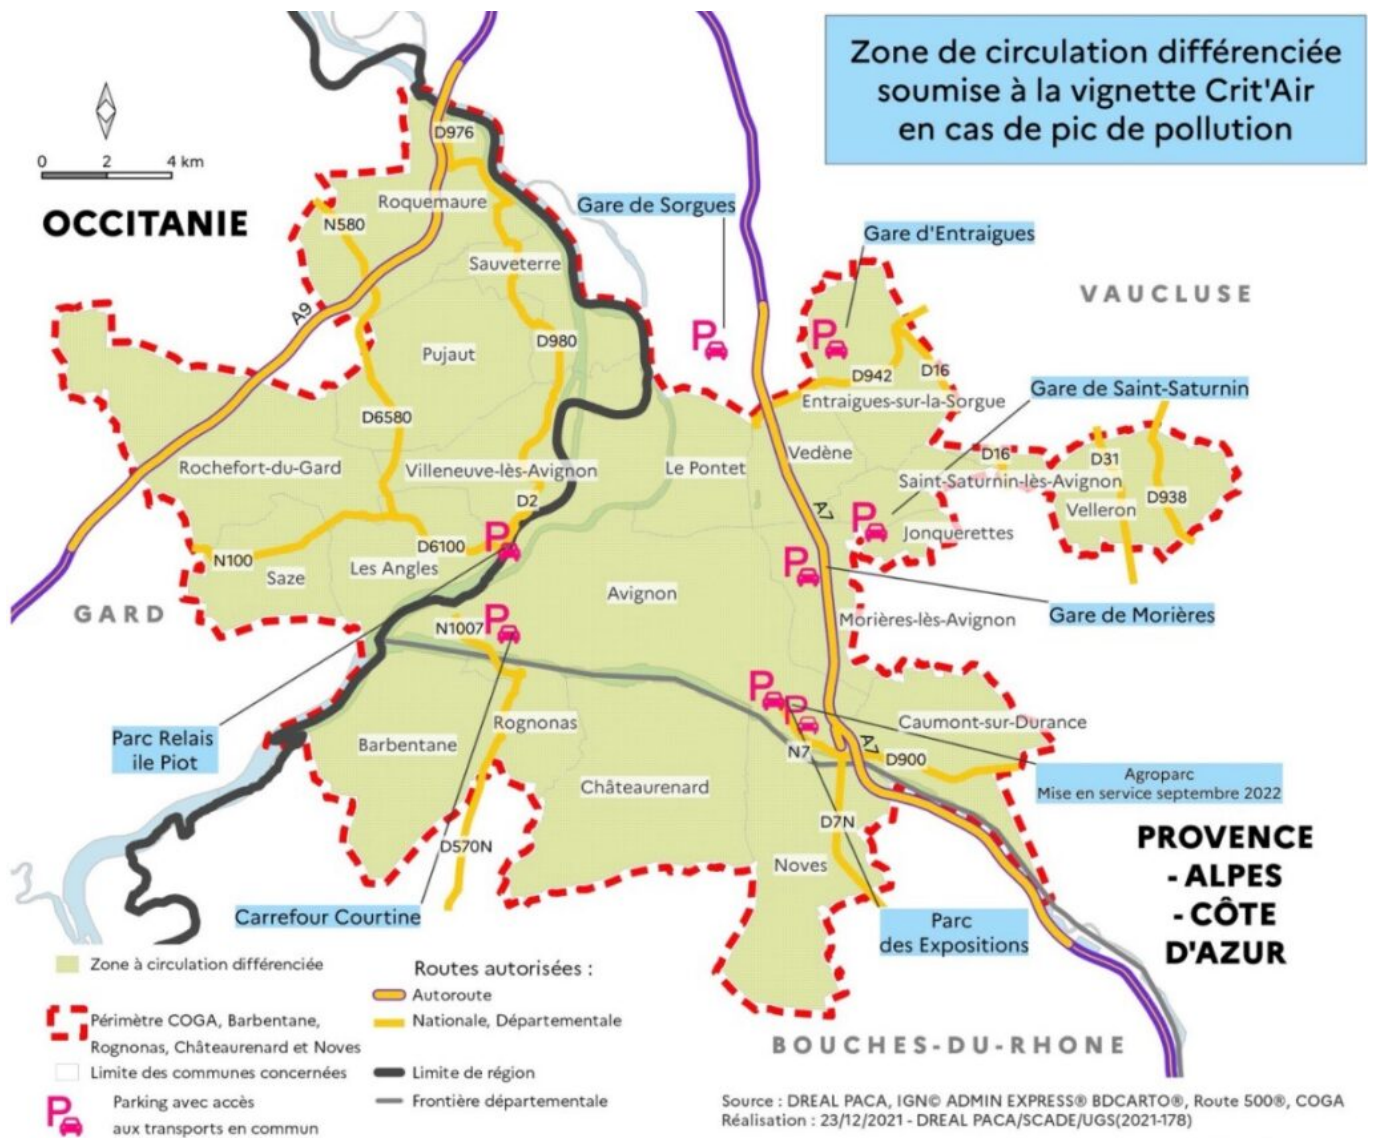 Zone de circulation différenciée
soumise à la vignette Crit'Air
en cas de pic de pollution
0 2 4 km
OCCITANIE
D976
Roquemaure
N580
Sauveterre
Gare de Sorgues
Gare d'Entraigues
VAUCLUSE
A9
Pujaut
D980
D942
D16
Entraigues-sur-la-Sorgue
Gare de Saint-Saturnin
D6580
Rochefort-du-Gard
Villeneuve-lès-Avignon
Le Pontet
Vedène
D16
D31
Saint-Saturnin-lès-Avignon
D938
Velleron
D2
A7
P
P
P
P
Jonquerettes
N100
D6100
P
P
Saze
Les Angles
Avignon
GARD
Gare de Morières
Morières-lès-Avignon
N1007
P
P
P
Parc Relais
ile Piot
Barbentane
Rognonas
Caumont-sur-Durance
N7
A7
D900
Agroparc
Mise en service septembre 2022
Châteaurenard
D7N
D570N
Noves
PROVENCE
- ALPES
- CÔTE
D'AZUR
Carrefour Courtine
Parc
des Expositions
Zone à circulation différenciée
Périmètre COGA, Barbentane,
Rognonas, Châteaurenard et Noves
Limite des communes concernées
P
Parking avec accès
aux transports en commun
Routes autorisées :
Autoroute
Nationale, Départementale
Limite de région
Frontière départementale
BOUCHES-DU-RHONE
Source : DREAL PACA, IGN© ADMIN EXPRESS® BDCARTO®, Route 500®, COGA
Réalisation : 23/12/2021 - DREAL PACA/SCADE/UGS(2021-178)